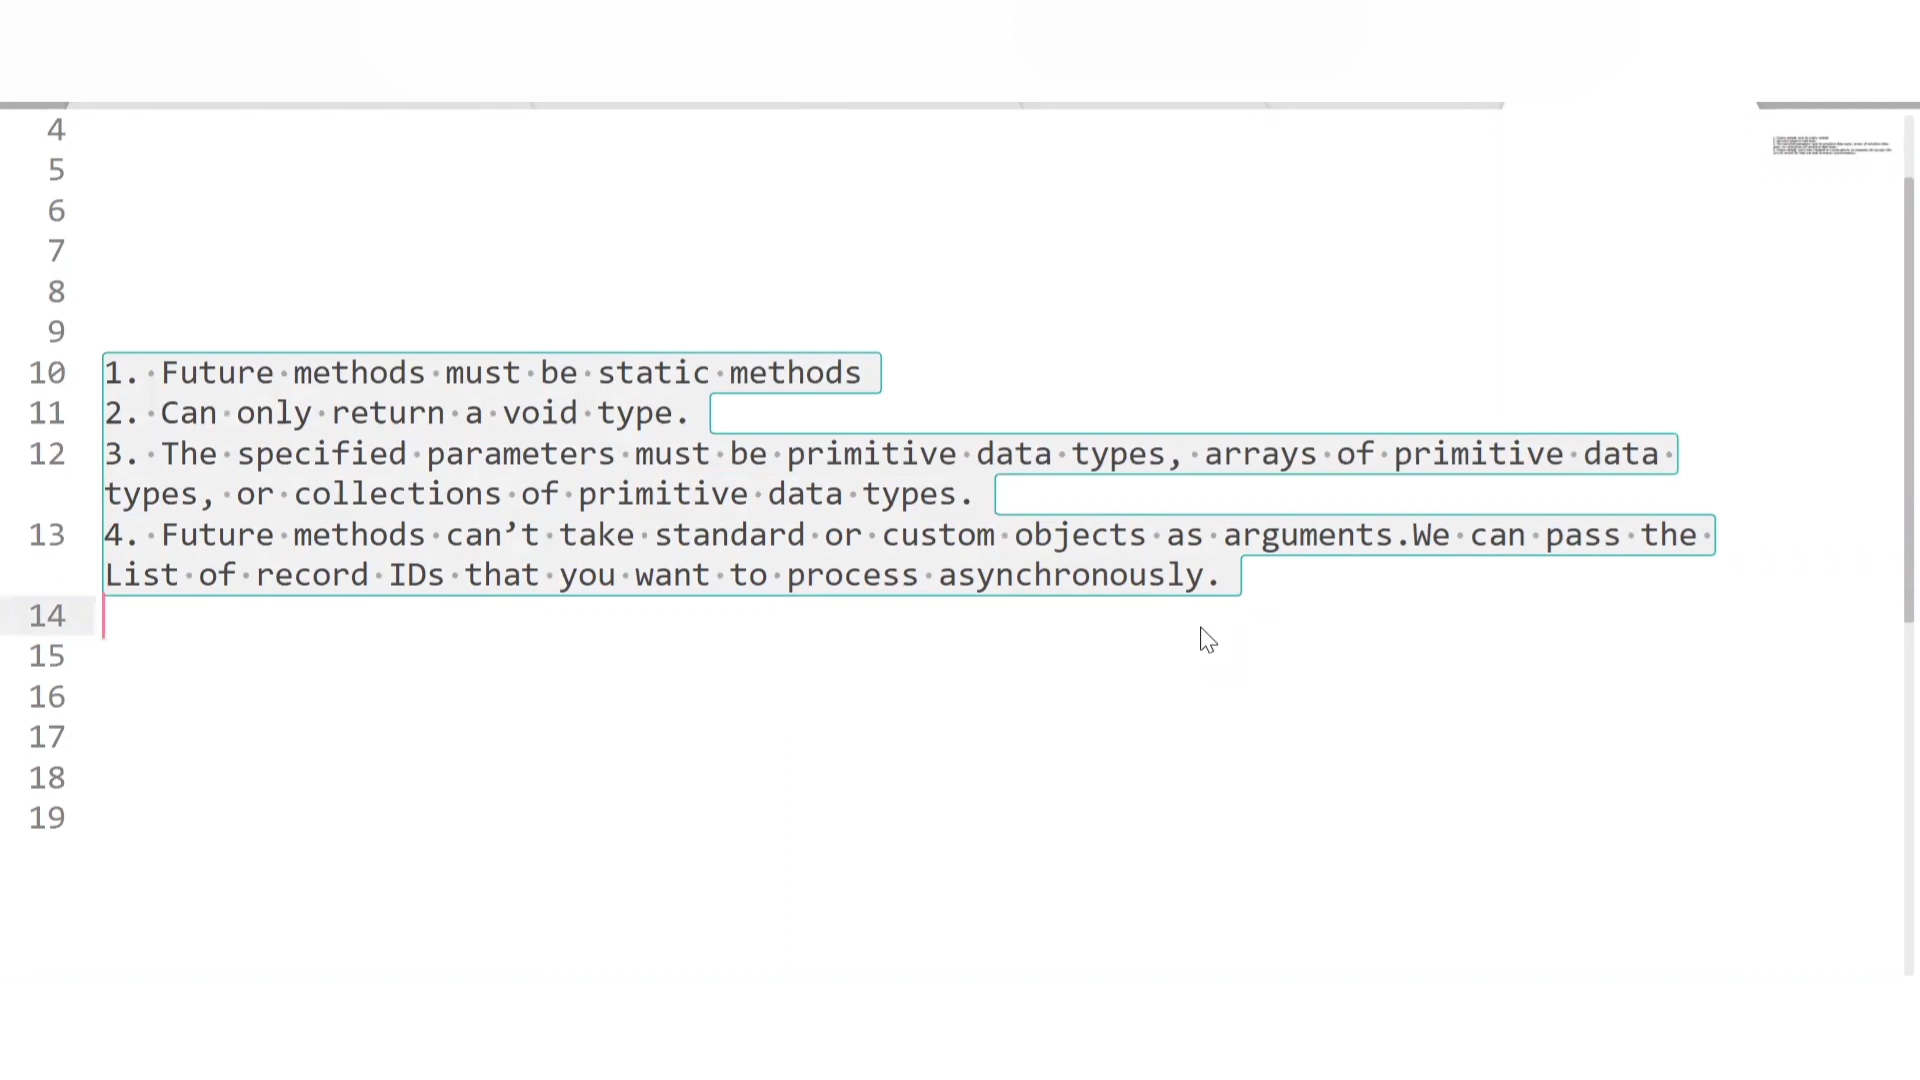 4
5
6
7
8
9
10 1. Future methods must be static methods
11 2. Can only return a void type.
12 3. The specified parameters must be primitive data types, arrays of primitive data
types, or collections of primitive data types.
13 4. Future methods can’t take standard or custom objects as arguments.We can pass the
List of record IDs that you want to process asynchronously.
14
15
16
17
18
19